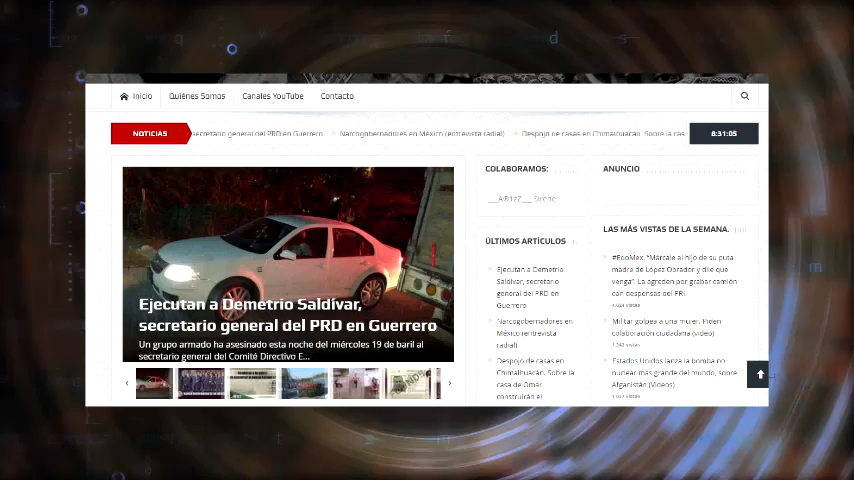 Inicio
Quiénes Somos
Canales YouTube
Contacto
NOTICIAS
secretario general del PRD en Guerrero
Narcogobernadores en México (entrevista radial)
Despojo de casas en Chimalhuacán. Sobre la cas
8:31:05
Ejecutan a Demetrio Saldívar,
secretario general del PRD en Guerrero
Un grupo armado ha asesinado esta noche del miércoles 19 de baril al
secretario general del Comité Directivo E...
COLABORAMOS:
Sirene
ÚLTIMOS ARTÍCULOS
Ejecutan a Demetrio
Saldívar, secretario
general del PRD en
Guerrero
Narcogobernadores en
México (entrevista
radial)
Despojo de casas en
Chimalhuacán. Sobre la
casa de Omar
construirán el
ANUNCIO
LAS MÁS VISTAS DE LA SEMANA.
#EdoMex. "Márcale al hijo de su puta
madre de López Obrador y dile que
venga". La agreden por grabar camión
con despensas del PRI.
Militar golpea a una mujer. Piden
colaboración ciudadana (video)
Estados Unidos lanza la bomba no
nuclear más grande del mundo, sobre
Afganistán (Videos)